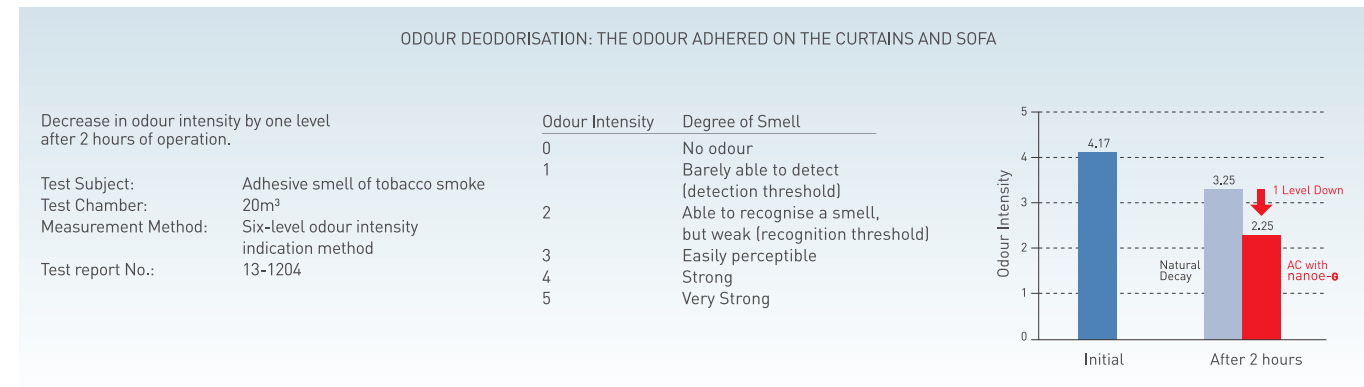 ODOUR DEODORISATION: THE ODOUR ADHERED ON THE CURTAINS AND SOFA
Decrease in odour intensity by one level
after 2 hours of operation.
Test Subject: Adhesive smell of tobacco smoke
Test Chamber: 20m³
Measurement Method: Six-level odour intensity
indication method
Test report No.: 13-1204
Odour Intensity Degree of Smell
0 No odour
1 Barely able to detect
(detection threshold)
2 Able to recognise a smell,
but weak (recognition threshold)
3 Easily perceptible
4 Strong
5 Very Strong
Odour Intensity
5
4
3
2
1
0
4.17
3.25
1 Level Down
2.25
Natural
Decay
AC with
nanoe-G
Initial
After 2 hours